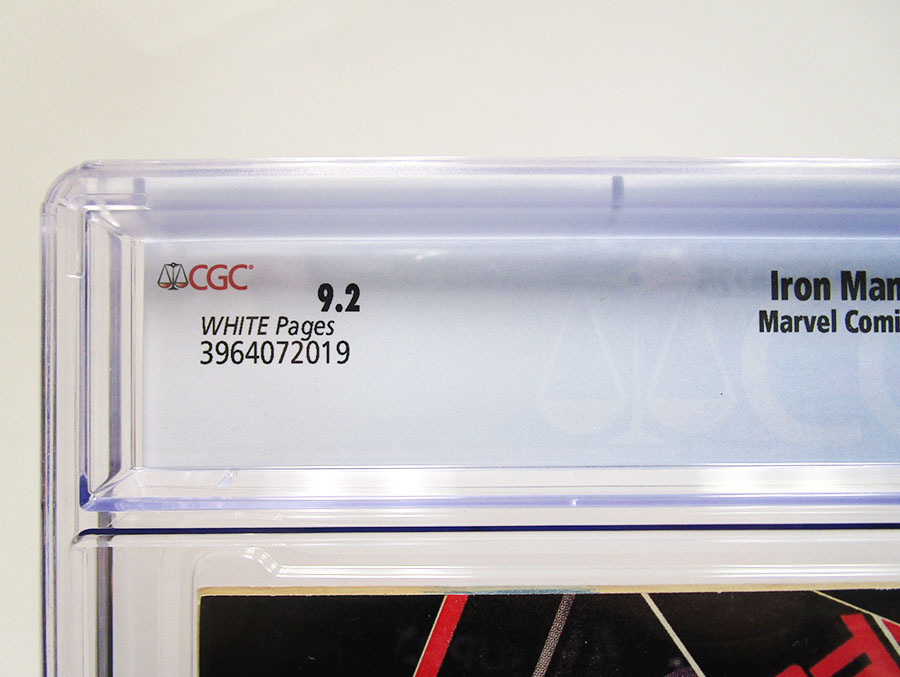 CGC
9.2
WHITE Pages
3964072019
Iron Man
Marvel Comi